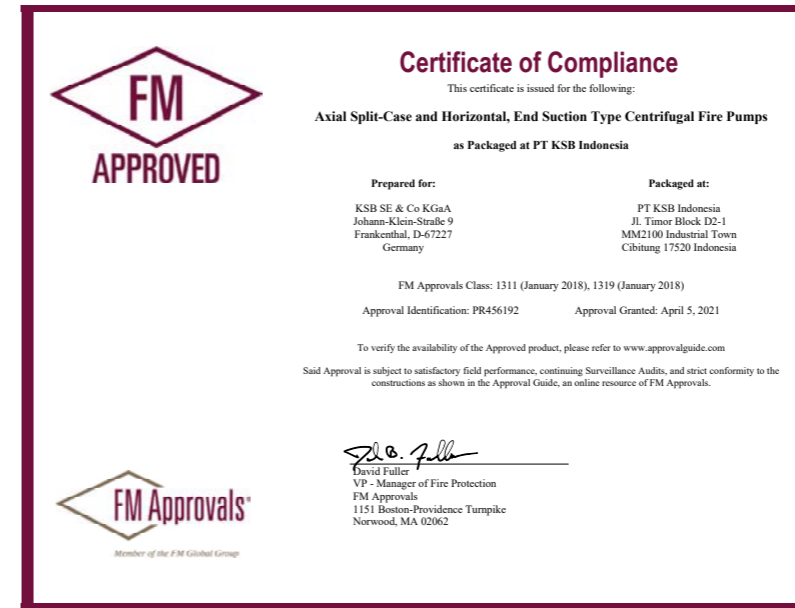 FM
APPROVED
Certificate of Compliance
This certificate is issued for the following:
Axial Split-Case and Horizontal, End Suction Type Centrifugal Fire Pumps
as Packaged at PT KSB Indonesia
Prepared for:
KSB SE & Co KGaA
Johann-Klein-Straße 9
Frankenthal, D-67227
Germany
Packaged at:
PT KSB Indonesia
Jl. Timor Block D2-1
MM2100 Industrial Town
Cibitung 17520 Indonesia
FM Approvals Class: 1311 (January 2018), 1319 (January 2018)
Approval Identification: PR456192 Approval Granted: April 5, 2021
To verify the availability of the Approved product, please refer to www.approvalguide.com
Said Approval is subject to satisfactory field performance, continuing Surveillance Audits, and strict conformity to the
constructions as shown in the Approval Guide, an online resource of FM Approvals.
David Fuller
VP - Manager of Fire Protection
FM Approvals
1151 Boston-Providence Turnpike
Norwood, MA 02062
FM Approvals
Member of the FM Global Group